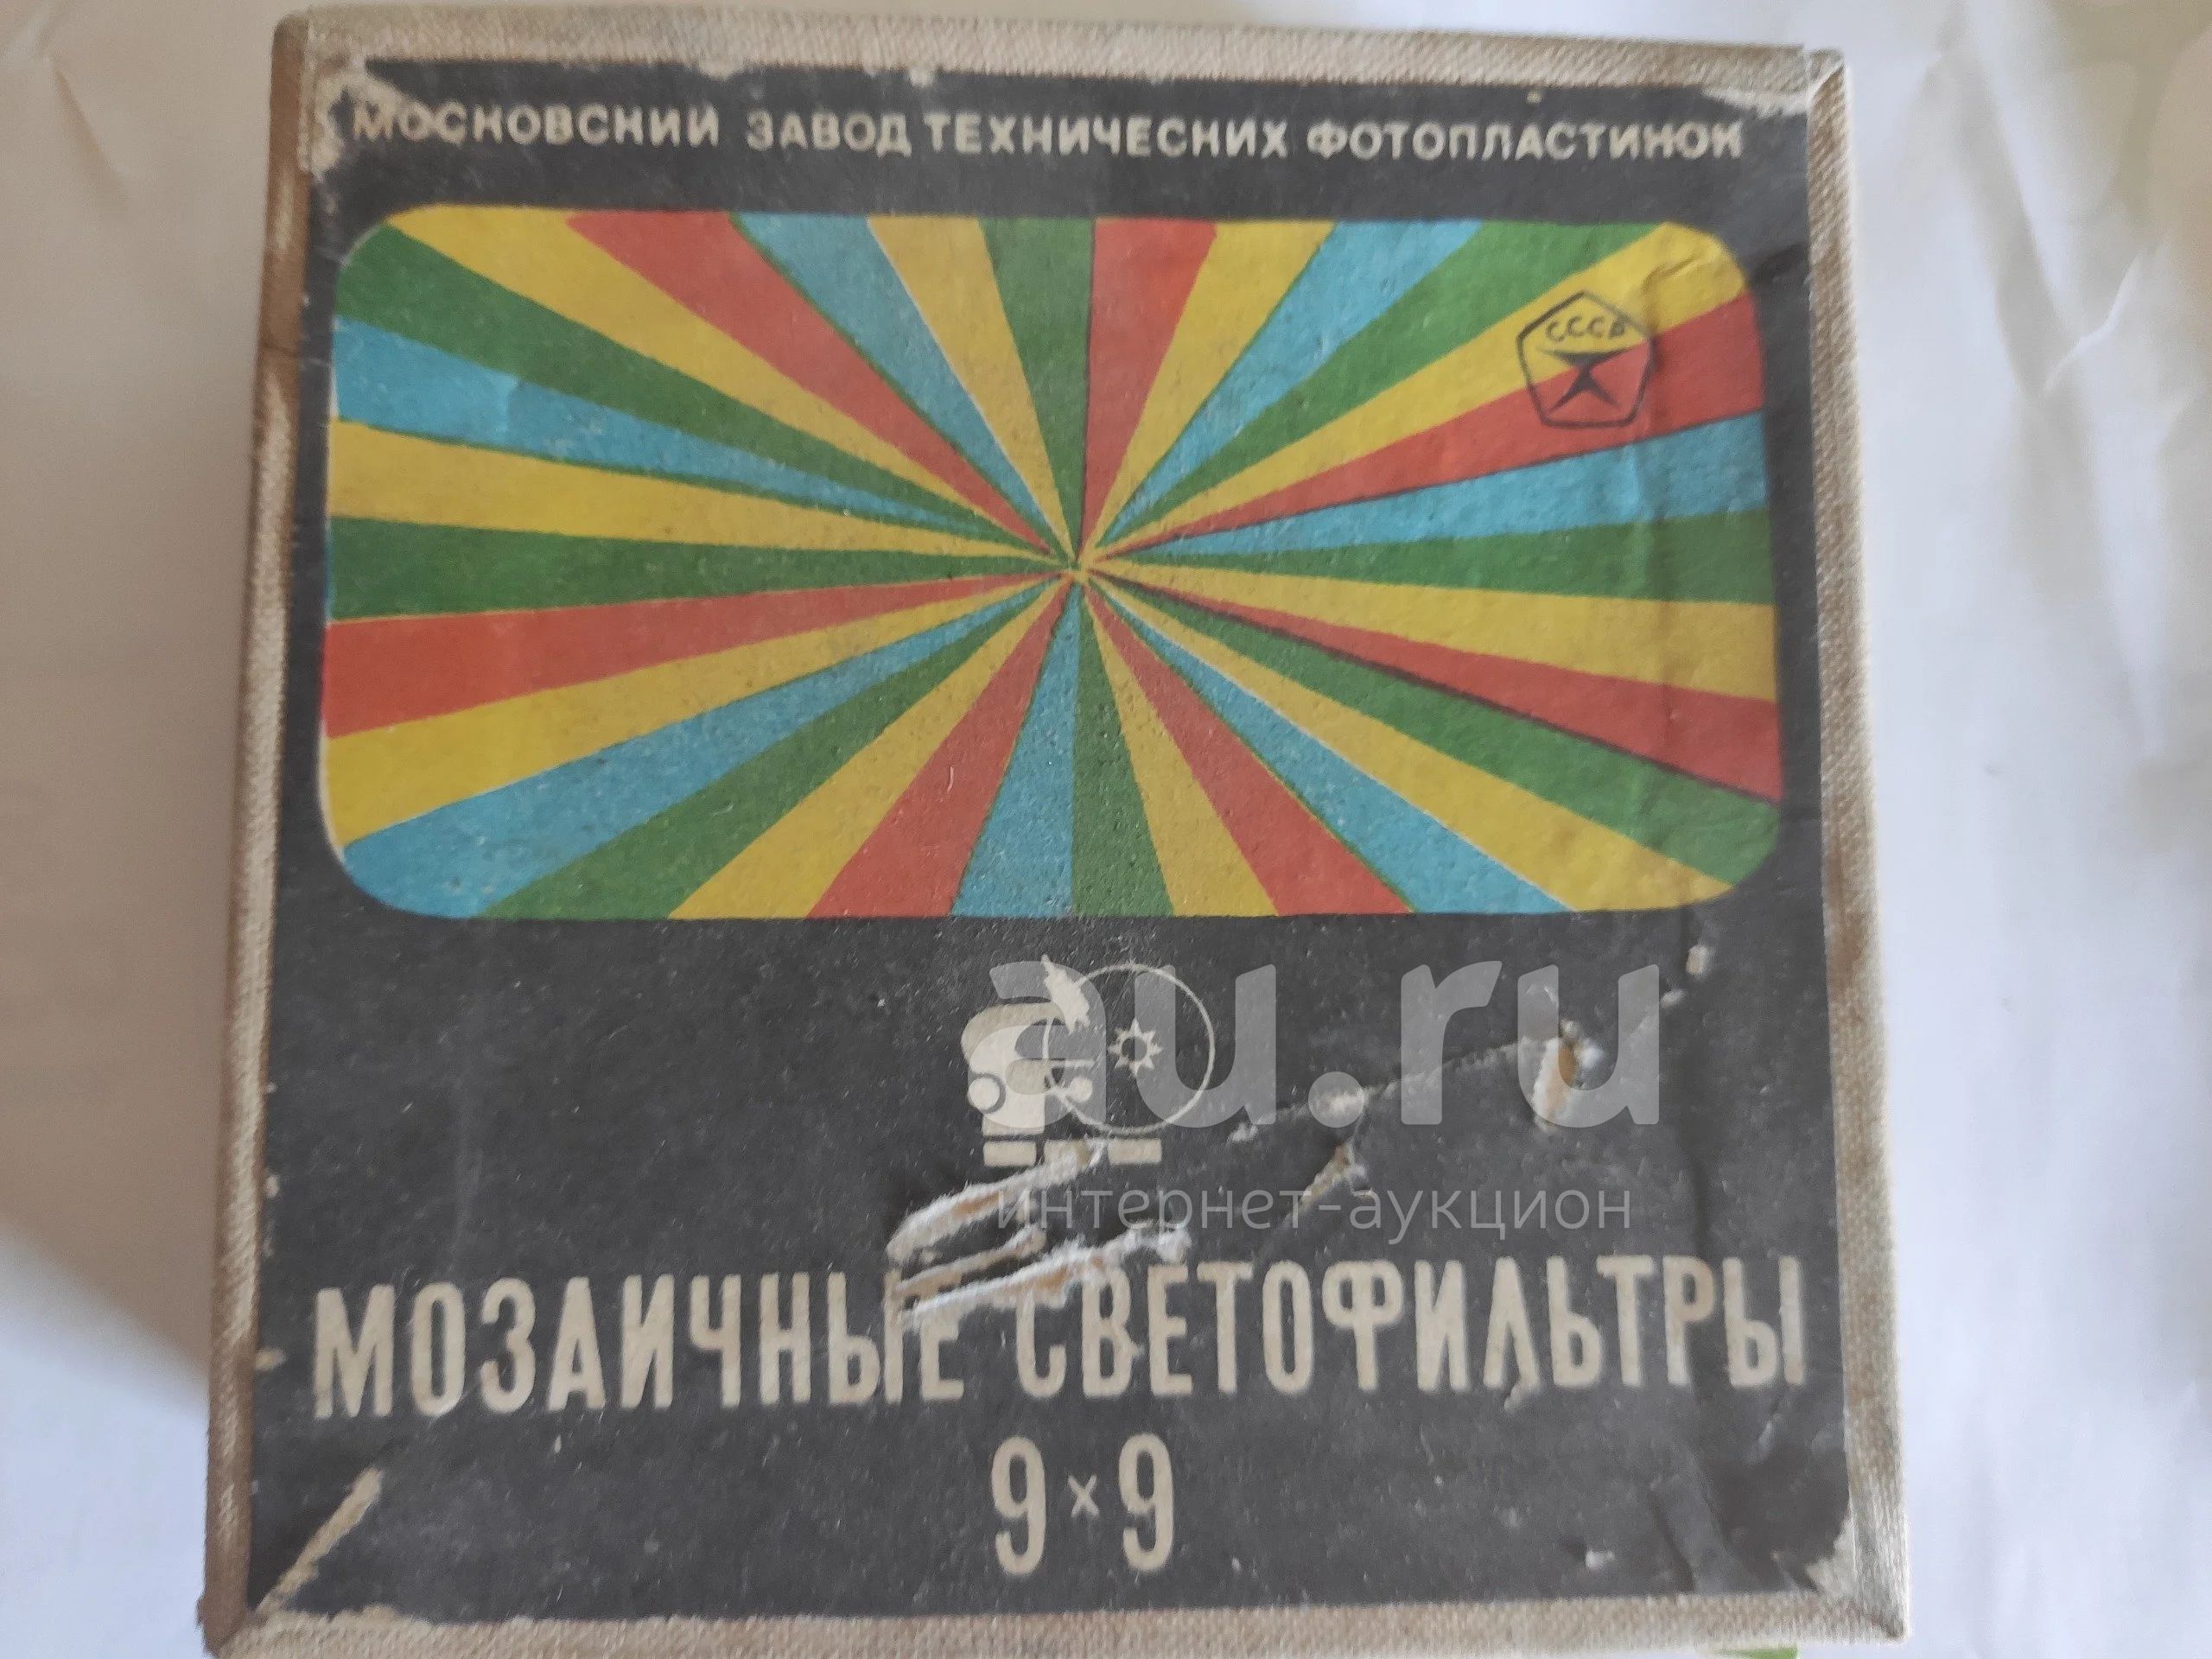 МОСКОВСКИЙ ЗАВОД ТЕХНИЧЕСКИХ ФОТОПЛАСТИНОК
СССР
au.ru
интернет-аукцион
МОЗАИЧНЫЕ СВЕТОФИЛЬТРЫ
9×9